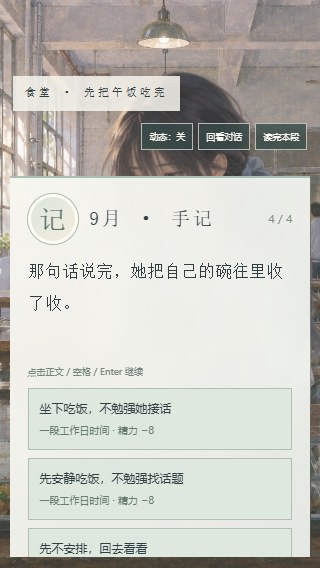 食堂 · 先把午饭吃完
动态：关 回看对话 读完本段
记 9月 · 手记 4 / 4
那句话说完，她把自己的碗往里收
了收。
点击正文 / 空格 / Enter 继续
坐下吃饭，不勉强她接话
一段工作日时间 · 精力 −8
先安静吃饭，不勉强找话题
一段工作日时间 · 精力 −8
先不安排，回去看看